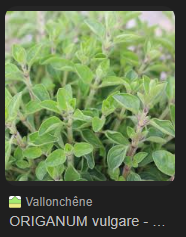 Vallonchêne
ORIGANUM vulgare - ...